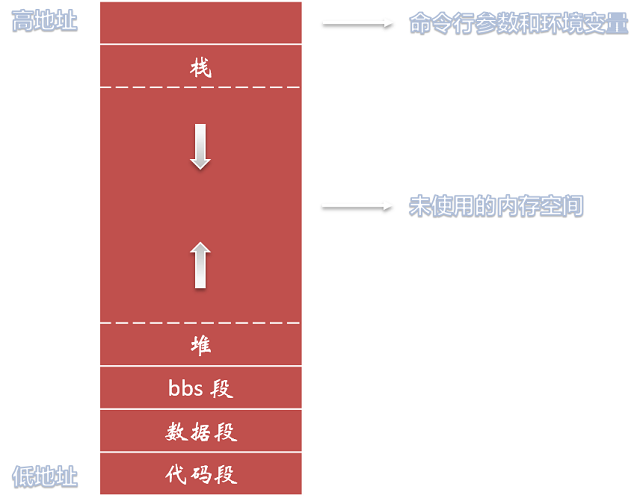 高地址
命令行参数和环境变量
栈
未使用的内存空间
堆
bbs 段
数据段
代码段
低地址